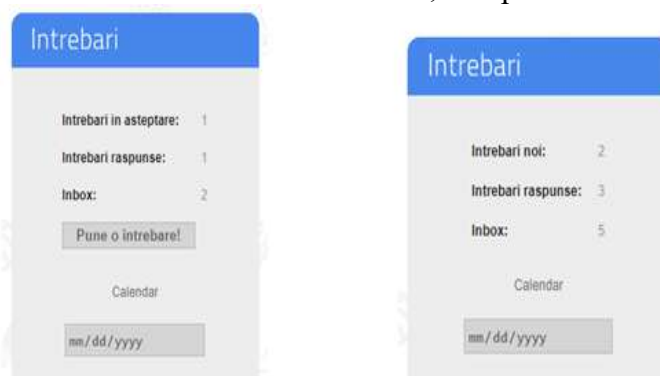 Intrebari
Intrebari in asteptare: 1
Intrebari raspunse: 1
Inbox: 2
Pune o intrebare!
Calendar
mm/dd/yyyy
Intrebari
Intrebari noi: 2
Intrebari raspunse: 3
Inbox: 5
Calendar
mm/dd/yyyy